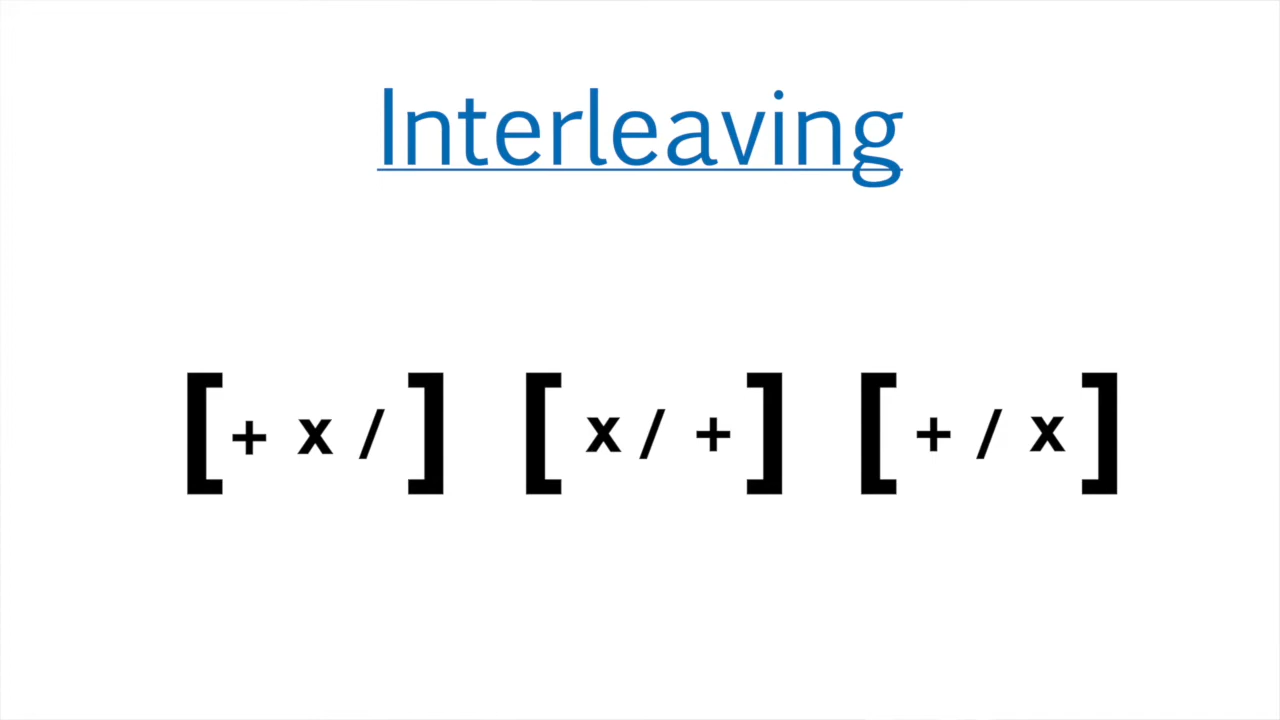 Interleaving
[ + x / ] [ x / + ] [ + / x ]